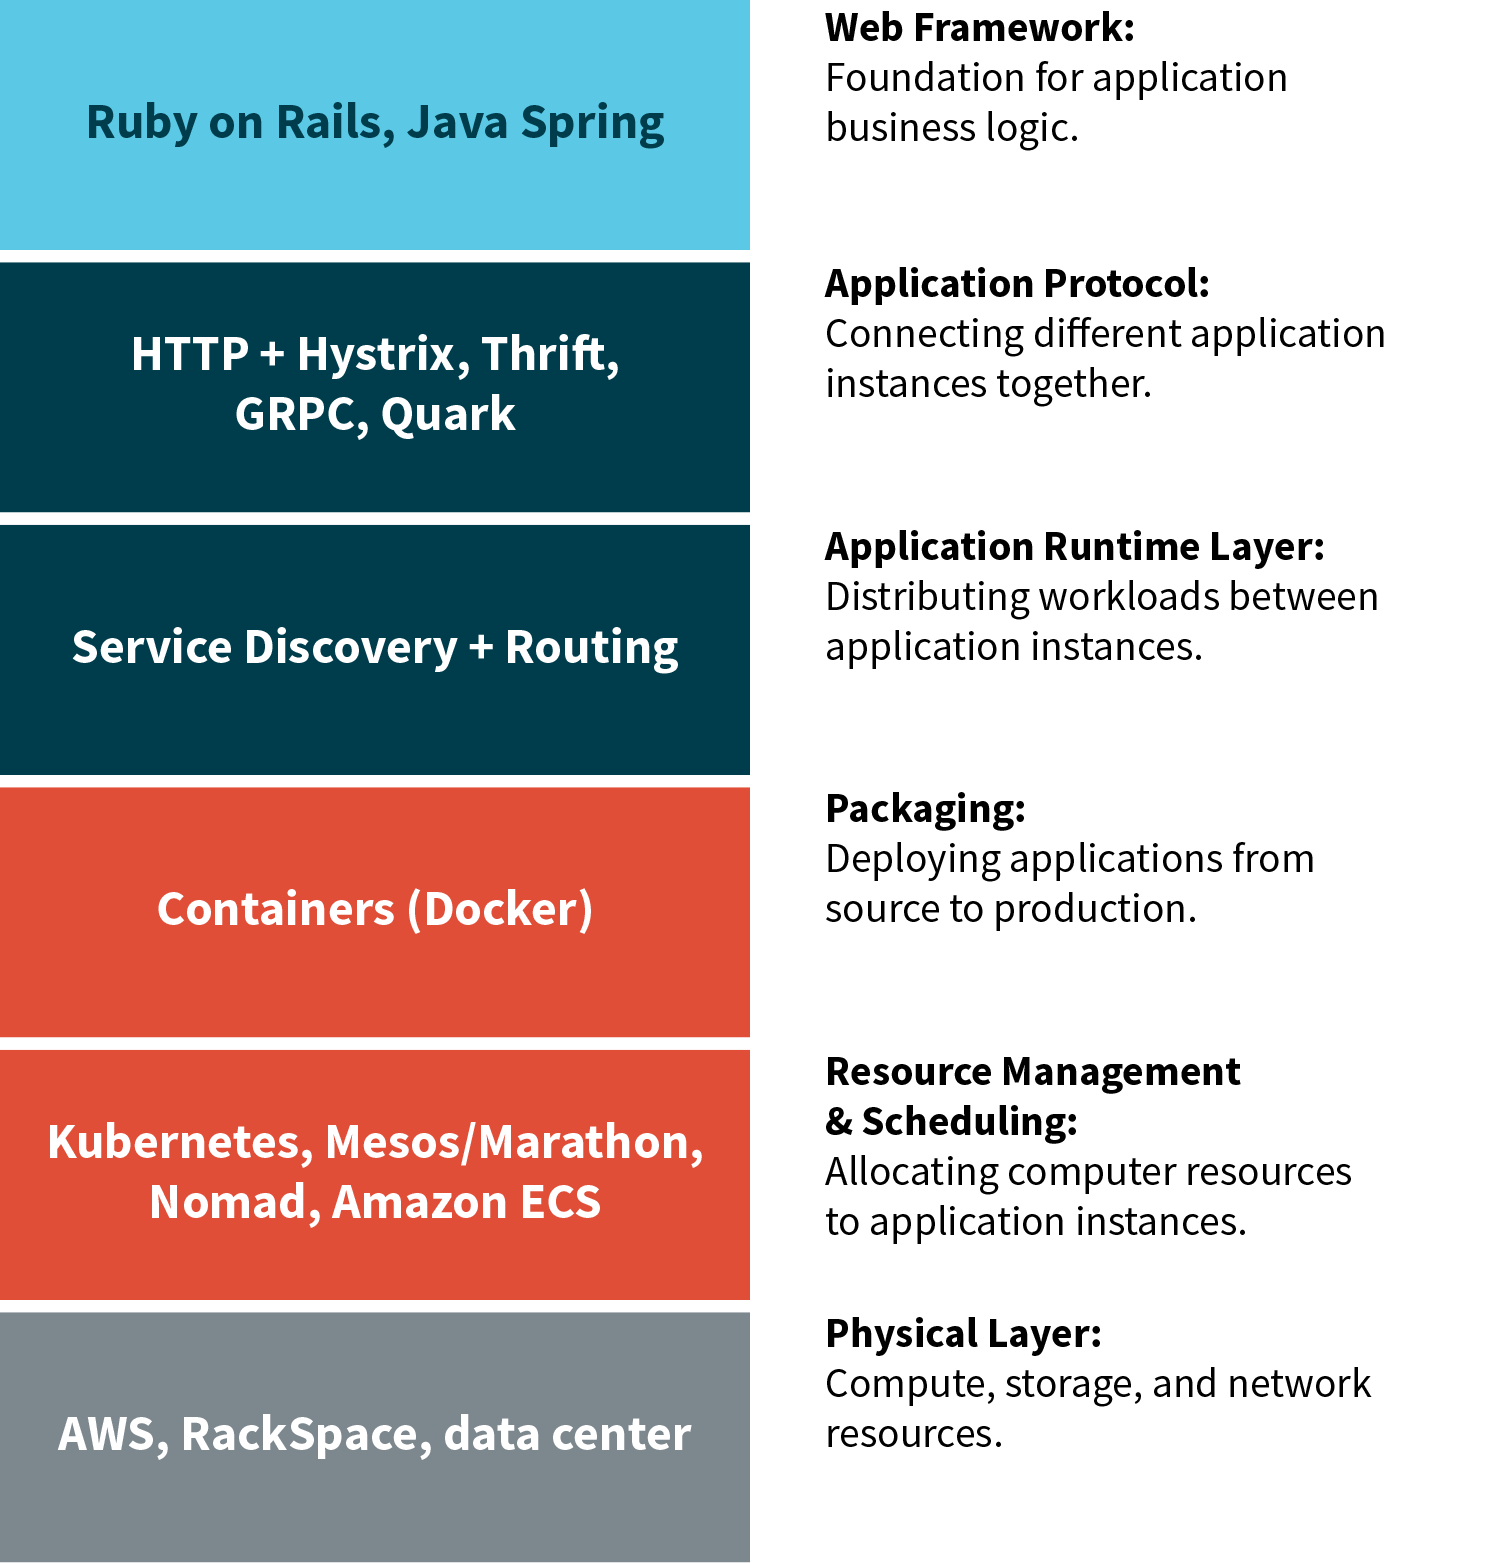 Ruby on Rails, Java Spring
Web Framework:
Foundation for application
business logic.
HTTP + Hystrix, Thrift,
GRPC, Quark
Application Protocol:
Connecting different application
instances together.
Service Discovery + Routing
Application Runtime Layer:
Distributing workloads between
application instances.
Containers (Docker)
Packaging:
Deploying applications from
source to production.
Kubernetes, Mesos/Marathon,
Nomad, Amazon ECS
Resource Management
& Scheduling:
Allocating computer resources
to application instances.
AWS, RackSpace, data center
Physical Layer:
Compute, storage, and network
resources.